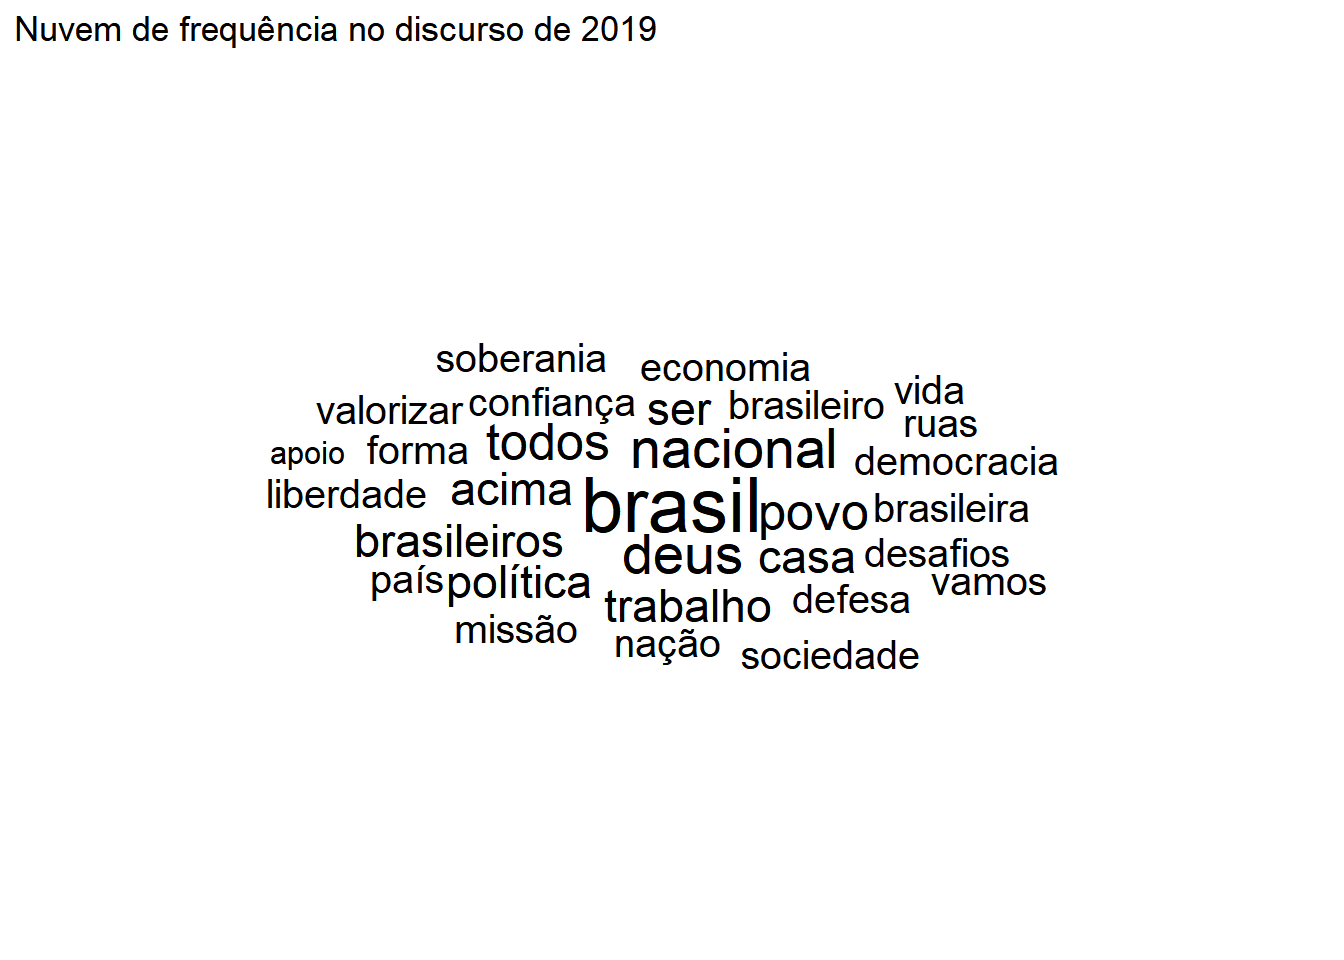 Nuvem de frequência no discurso de 2019
soberania economia
valorizar confiança ser brasileiro vida
ruas
apoio forma todos nacional democracia
liberdade acima brasil povo brasileira
brasileiros deus casa desafios
país política trabalho defesa vamos
missão nação sociedade